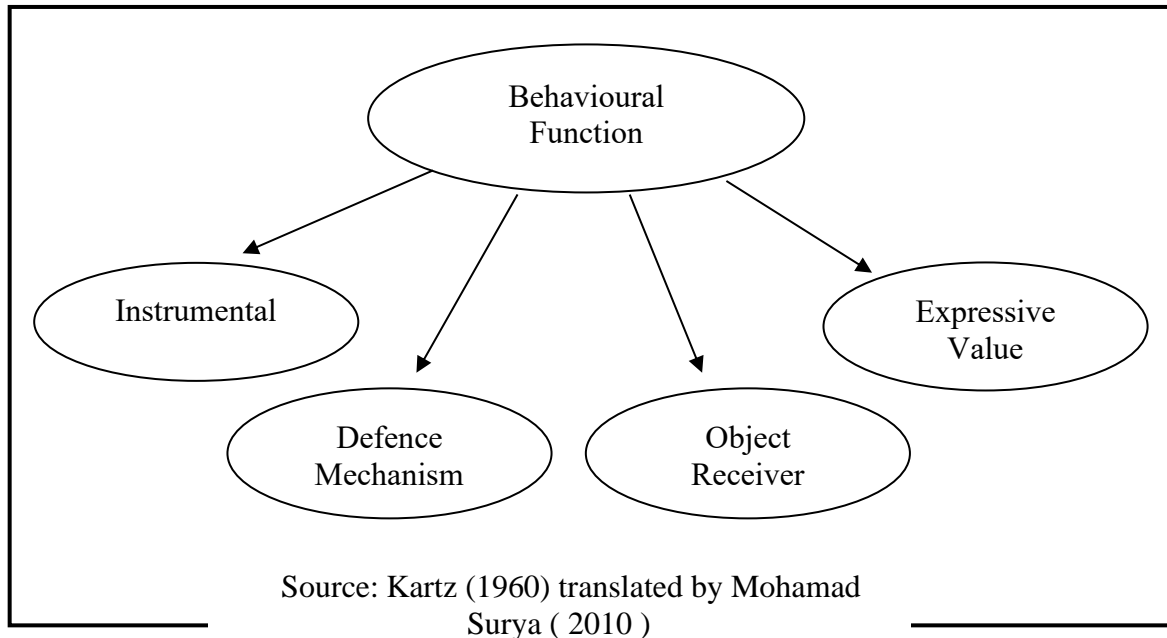 Behavioural
Function
Instrumental
Expressive
Value
Defence
Mechanism
Object
Receiver
Source: Kartz (1960) translated by Mohamad
Surya ( 2010 )